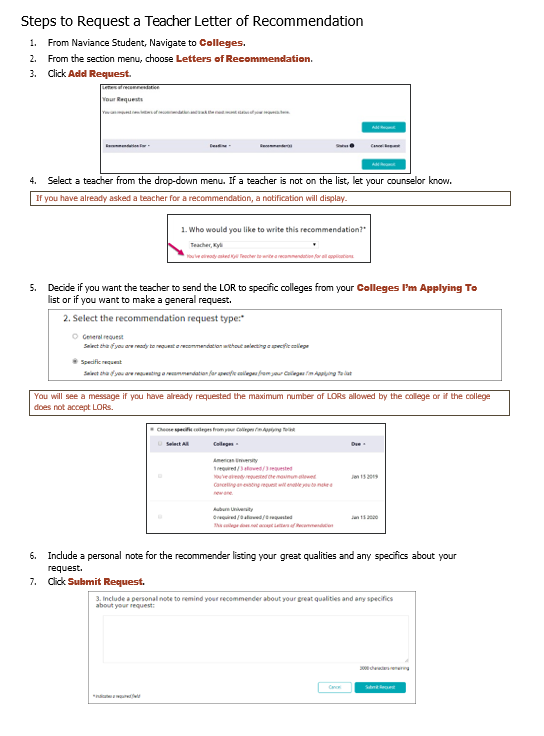 Steps to Request a Teacher Letter of Recommendation
1. From Naviance Student, Navigate to Colleges.
2. From the section menu, choose Letters of Recommendation.
3. Click Add Request.
Letters of recommendation
Your Requests
You can request new letters of recommendation and track the most recent status of your requests here.
Add Request
Recommendation For Deadline Recommender(s) Status Cancel Request
Add Request
4. Select a teacher from the drop-down menu. If a teacher is not on the list, let your counselor know.
If you have already asked a teacher for a recommendation, a notification will display.
1. Who would you like to write this recommendation?*
Teacher, Kyli
You've already asked Kyli Teacher to write a recommendation for all applications.
5. Decide if you want the teacher to send the LOR to specific colleges from your Colleges I'm Applying To
list or if you want to make a general request.
2. Select the recommendation request type:*
General request
Select this if you are ready to request a recommendation without selecting a specific college
Specific request
Select this if you are requesting a recommendation for specific colleges from your Colleges I'm Applying To list
You will see a message if you have already requested the maximum number of LORs allowed by the college or if the college
does not accept LORs.
Choose specific colleges from your Colleges I'm Applying To list
Select All Colleges Due
American University
1 required / 3 allowed / 3 requested
You've already requested the maximum allowed. Jan 15 2019
Cancelling an existing request will enable you to make a
new one.
Auburn University
0 required / 0 allowed / 0 requested Jan 15 2020
This college does not accept Letters of Recommendation
6. Include a personal note for the recommender listing your great qualities and any specifics about your
request.
7. Click Submit Request.
3. Include a personal note to remind your recommender about your great qualities and any specifics
about your request:
3000 characters remaining
Cancel Submit Request
*indicates a required field